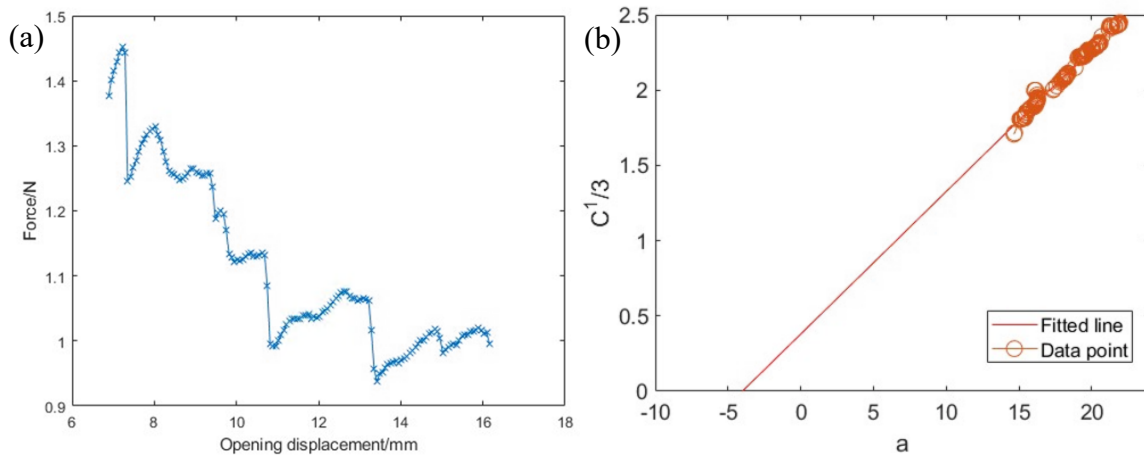 (a)
1.5
1.4
1.3
1.2
1.1
1
0.9
Force/N
6 8 10 12 14 16 18
Opening displacement/mm
(b)
2.5
2
1.5
1
0.5
0
C^1/3
-10 -5 0 5 10 15 20
a
Fitted line
Data point